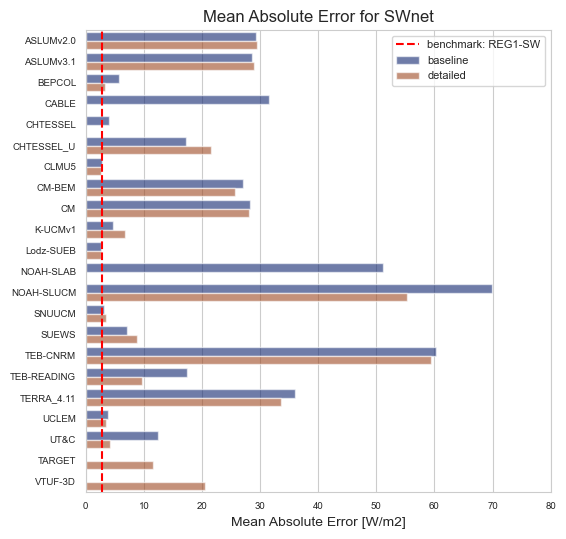 Mean Absolute Error for SWnet
benchmark: REG1-SW
baseline
detailed
ASLUMv2.0
ASLUMv3.1
BEPCOL
CABLE
CHTESSEL
CHTESSEL_U
CLMU5
CM-BEM
CM
K-UCMv1
Lodz-SUEB
NOAH-SLAB
NOAH-SLUCM
SNUUCM
SUEWS
TEB-CNRM
TEB-READING
TERRA_4.11
UCLEM
UT&C
TARGET
VTUF-3D
0 10 20 30 40 50 60 70 80
Mean Absolute Error [W/m2]